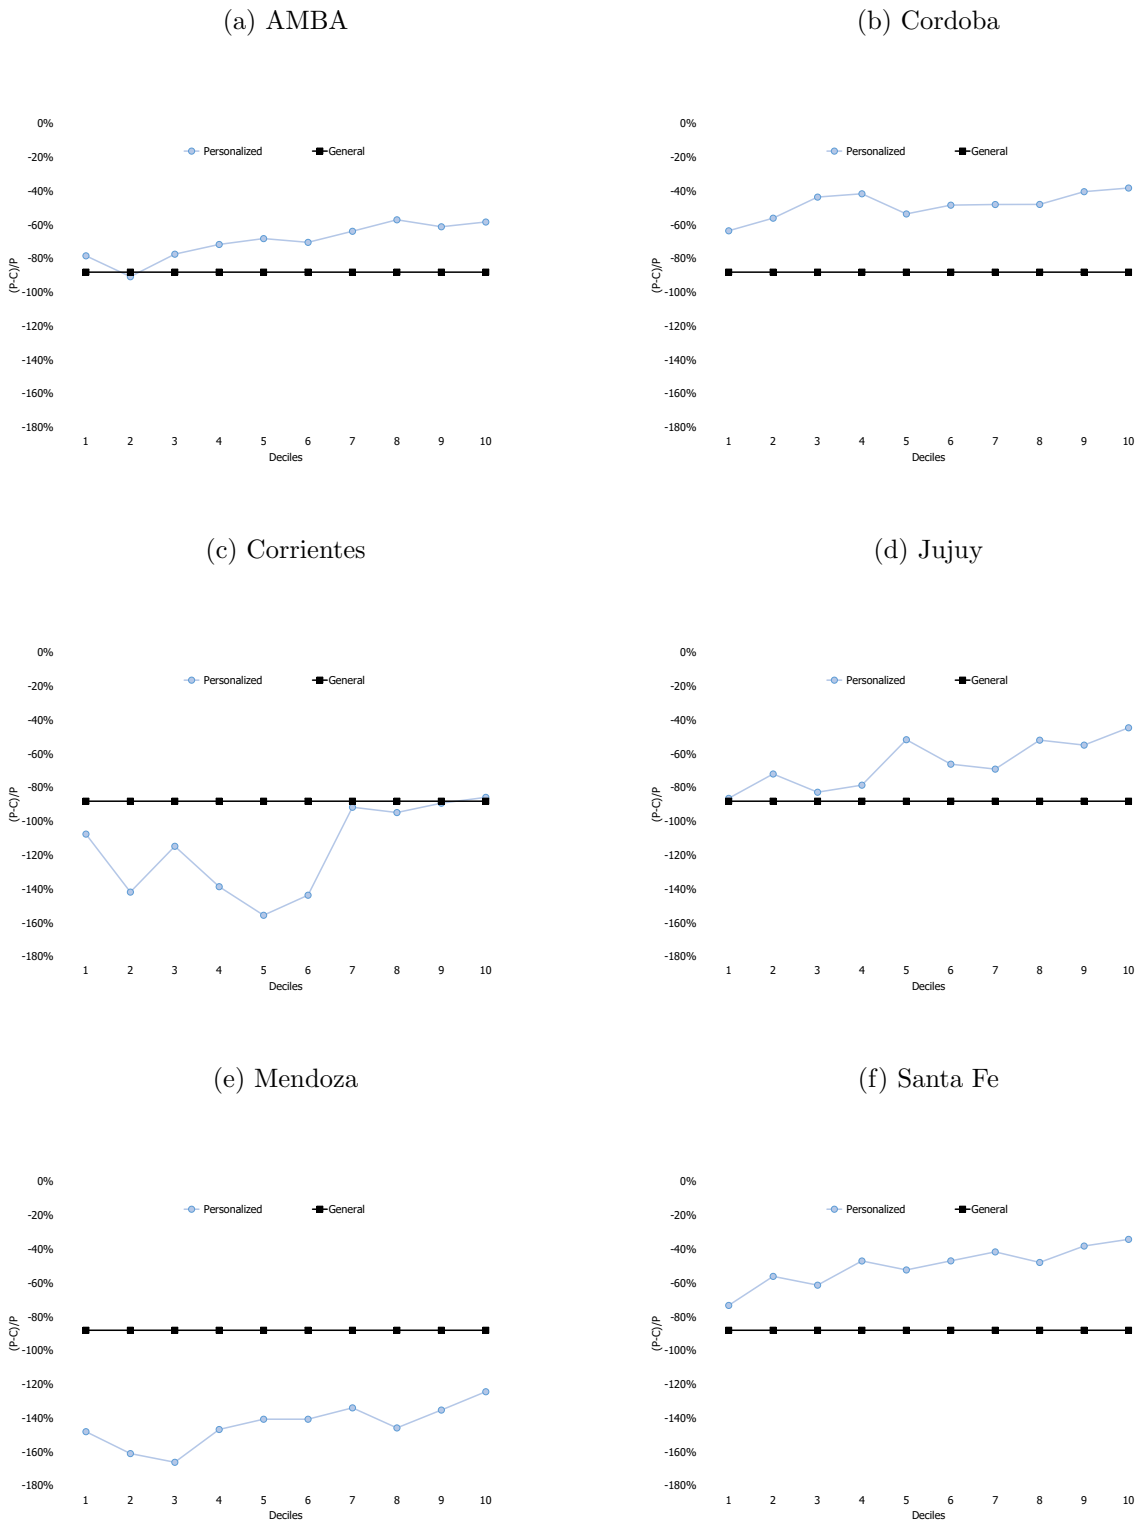 (a) AMBA
0%
-20%
-40%
-60%
-80%
-100%
-120%
-140%
-160%
-180%
(P-C)/P
Personalized General
1 2 3 4 5 6 7 8 9 10
Deciles
(b) Cordoba
0%
-20%
-40%
-60%
-80%
-100%
-120%
-140%
-160%
-180%
(P-C)/P
Personalized General
1 2 3 4 5 6 7 8 9 10
Deciles
(c) Corrientes
0%
-20%
-40%
-60%
-80%
-100%
-120%
-140%
-160%
-180%
(P-C)/P
Personalized General
1 2 3 4 5 6 7 8 9 10
Deciles
(d) Jujuy
0%
-20%
-40%
-60%
-80%
-100%
-120%
-140%
-160%
-180%
(P-C)/P
Personalized General
1 2 3 4 5 6 7 8 9 10
Deciles
(e) Mendoza
0%
-20%
-40%
-60%
-80%
-100%
-120%
-140%
-160%
-180%
(P-C)/P
Personalized General
1 2 3 4 5 6 7 8 9 10
Deciles
(f) Santa Fe
0%
-20%
-40%
-60%
-80%
-100%
-120%
-140%
-160%
-180%
(P-C)/P
Personalized General
1 2 3 4 5 6 7 8 9 10
Deciles